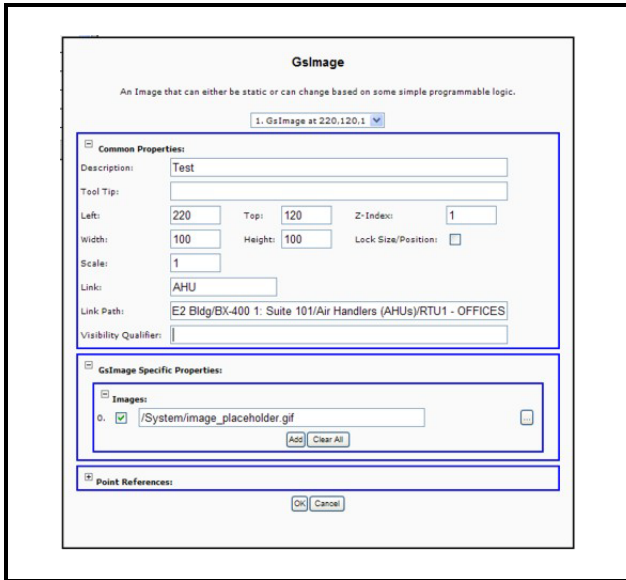 GsImage
An Image that can either be static or can change based on some simple programmable logic.
1. GsImage at 220,120,1
Common Properties:
Description: Test
Tool Tip:
Left: 220 Top: 120 Z-Index: 1
Width: 100 Height: 100 Lock Size/Position:
Scale: 1
Link: AHU
Link Path: E2 Bldg/BX-400 1: Suite 101/Air Handlers (AHUs)/RTU1 - OFFICES
Visibility Qualifier:
GsImage Specific Properties:
Images:
0. /System/image_placeholder.gif ...
Add Clear All
Point References:
OK Cancel